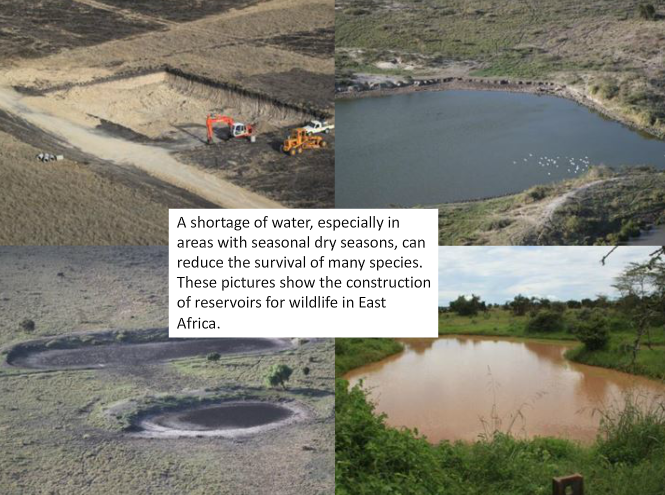 A shortage of water, especially in
areas with seasonal dry seasons, can
reduce the survival of many species.
These pictures show the construction
of reservoirs for wildlife in East
Africa.